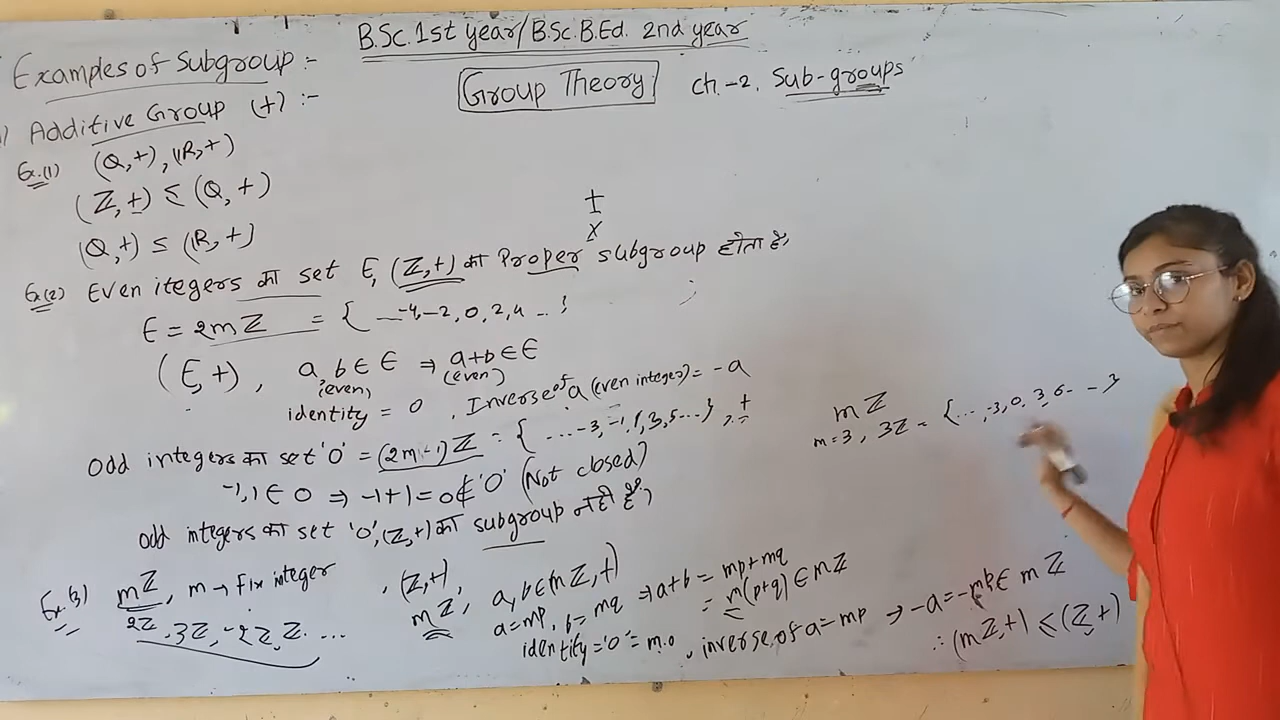 B.Sc. 1st year/B.Sc. B.Ed. 2nd year
Group Theory ch.-2. Sub-groups
Examples of Subgroup :-
1) Additive Group (+) :-
Ex.(1) (Q,+), (R,+)
(Z,+) ≤ (Q,+)
(Q,+) ≤ (R,+)
+
x
Ex.(2) Even itegers का set E, (Z,+) का Proper subgroup होता है,
E = 2mZ = { ...-4,-2,0,2,4 .. }
(E,+), a,b ∈ E ⇒ a+b ∈ E
(even) (even)
identity = 0, Inverse of a (even integer) = -a
Odd integers का set 'O' = (2m-1)Z = { ...-3,-1,1,3,5...}, +
-1,1 ∈ O ⇒ -1+1=0 ∉ 'O' (Not closed)
odd integers का set 'O', (Z,+) का subgroup नही है,
mZ
m=3, 3Z = {..., -3,0,3,6- - }
Ex.(3) mZ, m → fix integer, (Z,+),
2Z, 3Z, -2Z, Z. ...
mZ, a,b ∈ (mZ,+)
a=mp, b=mq ⇒ a+b = mp+mq
= m(p+q) ∈ mZ
identity = '0' = m.0, inverse of a=mp → -a=-mp ∈ mZ
∴ (mZ,+) ≤ (Z,+)